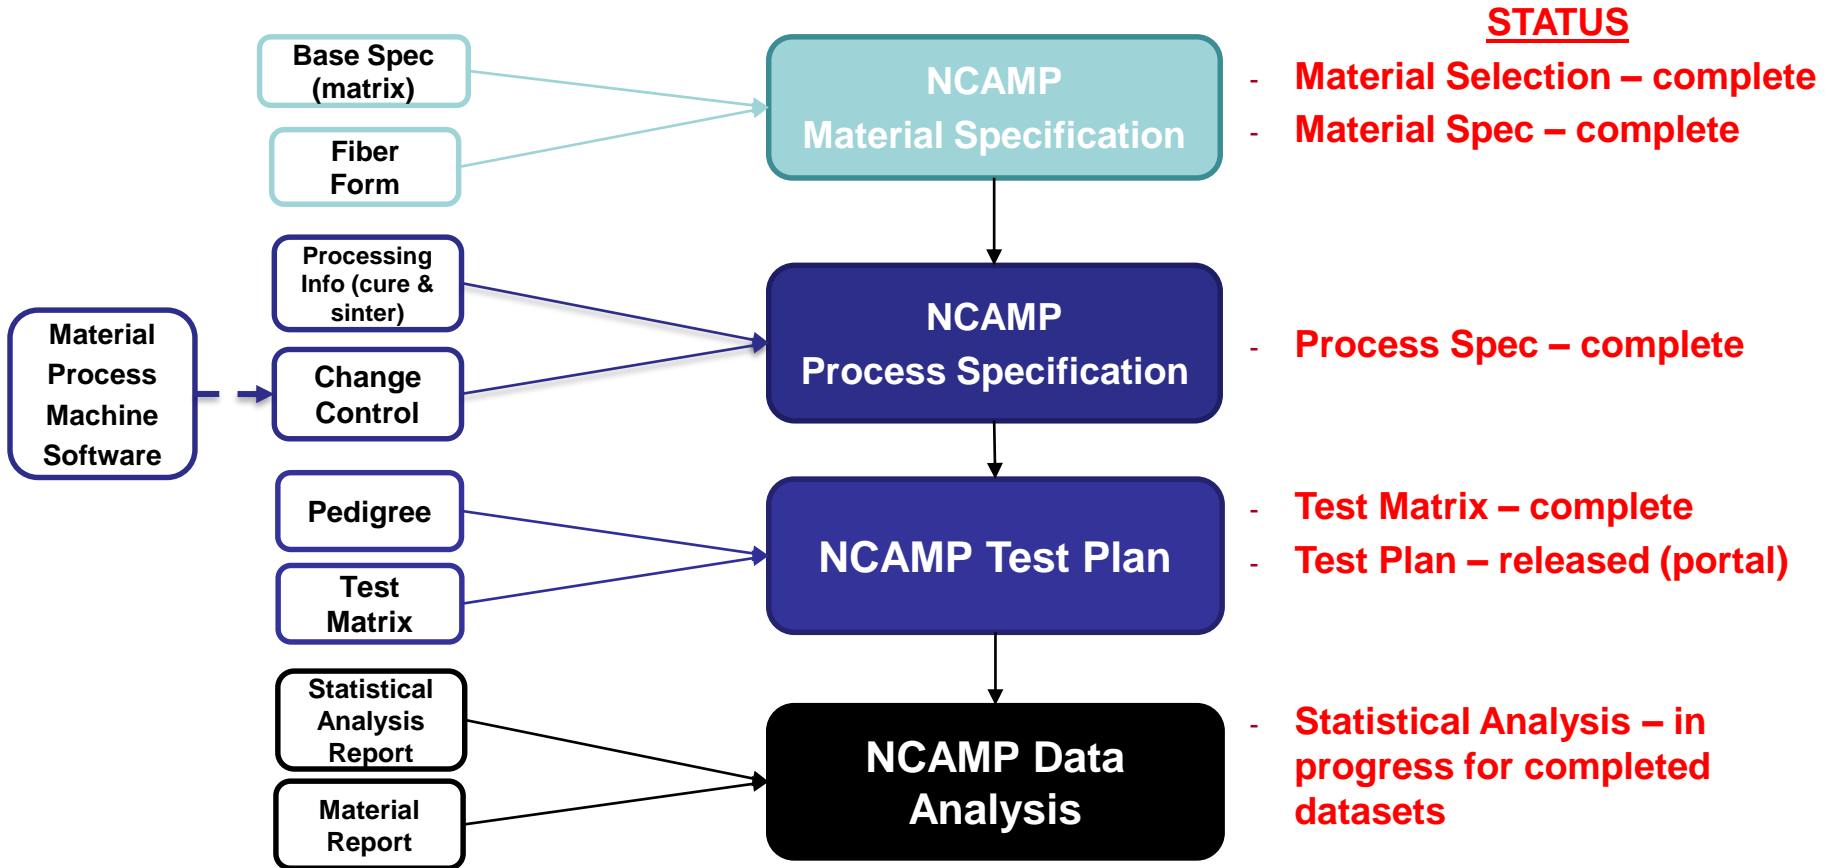 STATUS
Base Spec
(matrix)
Fiber
Form
NCAMP
Material Specification
- Material Selection – complete
- Material Spec – complete
Material
Process
Machine
Software
Processing
Info (cure &
sinter)
Change
Control
NCAMP
Process Specification
- Process Spec – complete
Pedigree
Test
Matrix
NCAMP Test Plan
- Test Matrix – complete
- Test Plan – released (portal)
Statistical
Analysis
Report
Material
Report
NCAMP Data
Analysis
- Statistical Analysis – in
progress for completed
datasets